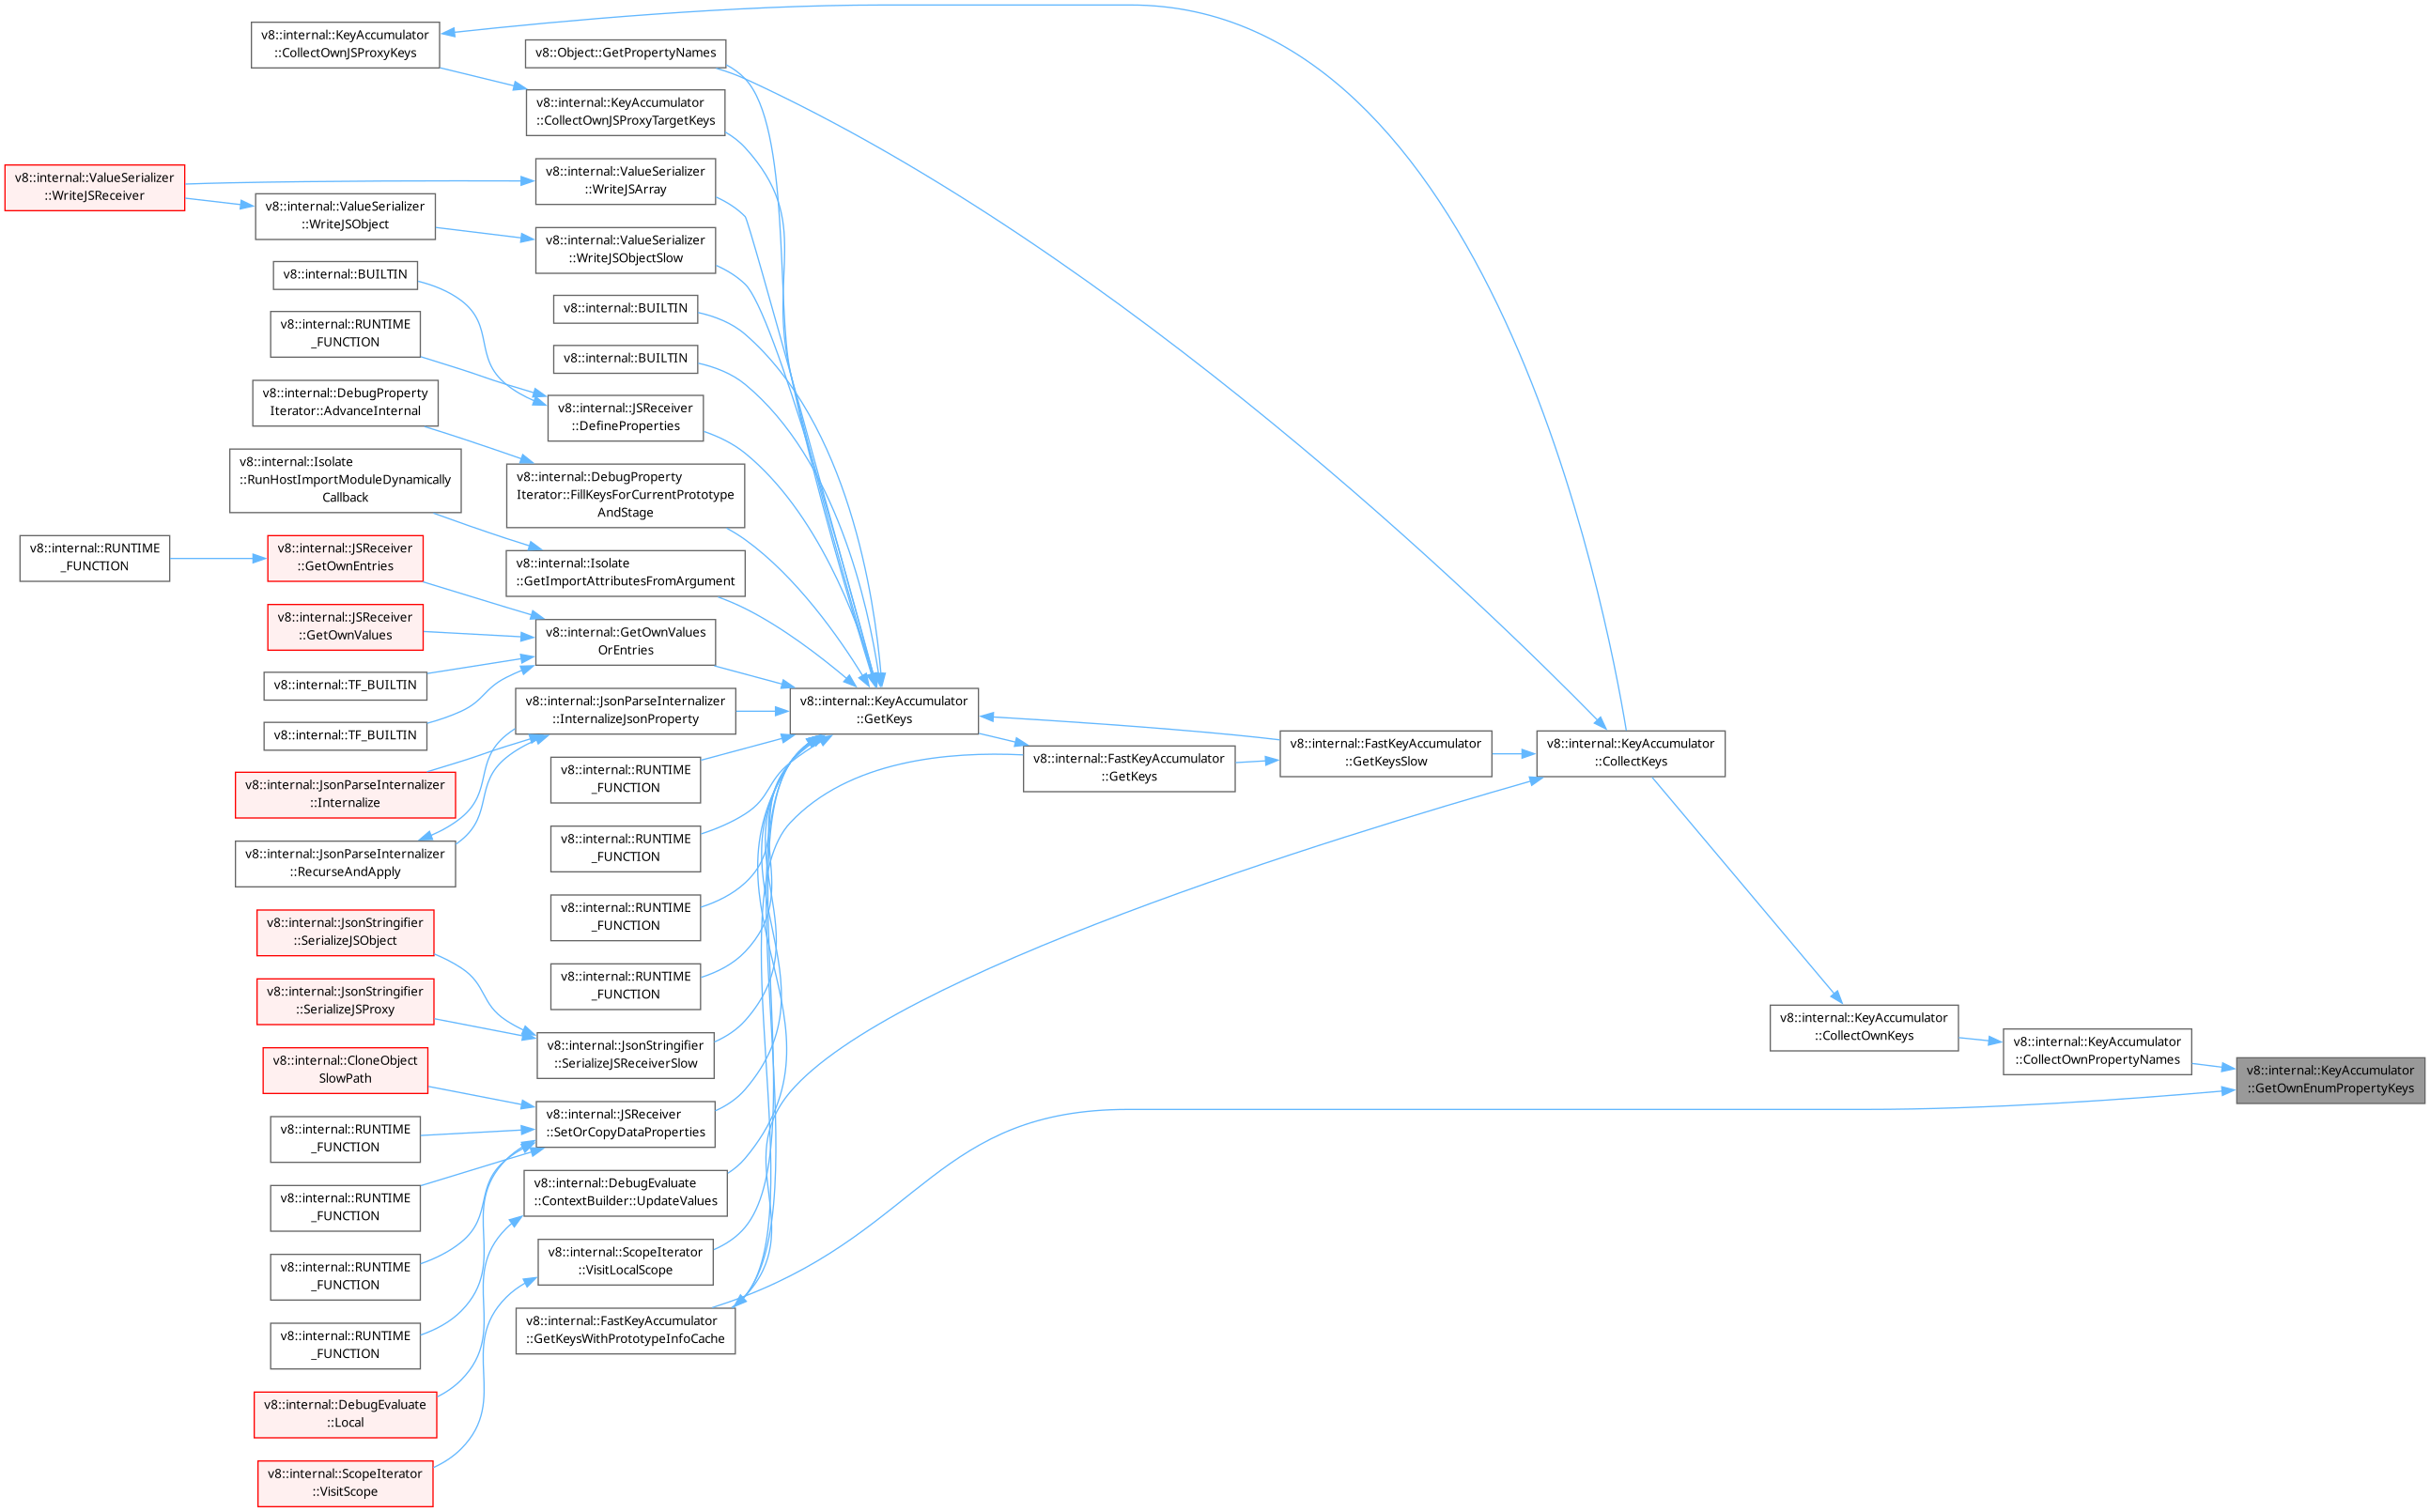 v8::internal::KeyAccumulator
::CollectOwnJSProxyKeys
v8::Object::GetPropertyNames
v8::internal::KeyAccumulator
::CollectOwnJSProxyTargetKeys
v8::internal::ValueSerializer
::WriteJSReceiver
v8::internal::ValueSerializer
::WriteJSArray
v8::internal::ValueSerializer
::WriteJSObject
v8::internal::ValueSerializer
::WriteJSObjectSlow
v8::internal::BUILTIN
v8::internal::BUILTIN
v8::internal::RUNTIME
_FUNCTION
v8::internal::BUILTIN
v8::internal::DebugProperty
Iterator::AdvanceInternal
v8::internal::JSReceiver
::DefineProperties
v8::internal::Isolate
::RunHostImportModuleDynamically
Callback
v8::internal::DebugProperty
Iterator::FillKeysForCurrentPrototype
AndStage
v8::internal::RUNTIME
_FUNCTION
v8::internal::JSReceiver
::GetOwnEntries
v8::internal::Isolate
::GetImportAttributesFromArgument
v8::internal::JSReceiver
::GetOwnValues
v8::internal::GetOwnValues
OrEntries
v8::internal::TF_BUILTIN
v8::internal::JsonParseInternalizer
::InternalizeJsonProperty
v8::internal::KeyAccumulator
::GetKeys
v8::internal::TF_BUILTIN
v8::internal::FastKeyAccumulator
::GetKeysSlow
v8::internal::KeyAccumulator
::CollectKeys
v8::internal::FastKeyAccumulator
::GetKeys
v8::internal::JsonParseInternalizer
::Internalize
v8::internal::RUNTIME
_FUNCTION
v8::internal::JsonParseInternalizer
::RecurseAndApply
v8::internal::RUNTIME
_FUNCTION
v8::internal::JsonStringifier
::SerializeJSObject
v8::internal::RUNTIME
_FUNCTION
v8::internal::JsonStringifier
::SerializeJSProxy
v8::internal::RUNTIME
_FUNCTION
v8::internal::KeyAccumulator
::CollectOwnKeys
v8::internal::KeyAccumulator
::CollectOwnPropertyNames
v8::internal::KeyAccumulator
::GetOwnEnumPropertyKeys
v8::internal::CloneObject
SlowPath
v8::internal::JsonStringifier
::SerializeJSReceiverSlow
v8::internal::RUNTIME
_FUNCTION
v8::internal::JSReceiver
::SetOrCopyDataProperties
v8::internal::RUNTIME
_FUNCTION
v8::internal::DebugEvaluate
::ContextBuilder::UpdateValues
v8::internal::RUNTIME
_FUNCTION
v8::internal::ScopeIterator
::VisitLocalScope
v8::internal::RUNTIME
_FUNCTION
v8::internal::FastKeyAccumulator
::GetKeysWithPrototypeInfoCache
v8::internal::DebugEvaluate
::Local
v8::internal::ScopeIterator
::VisitScope